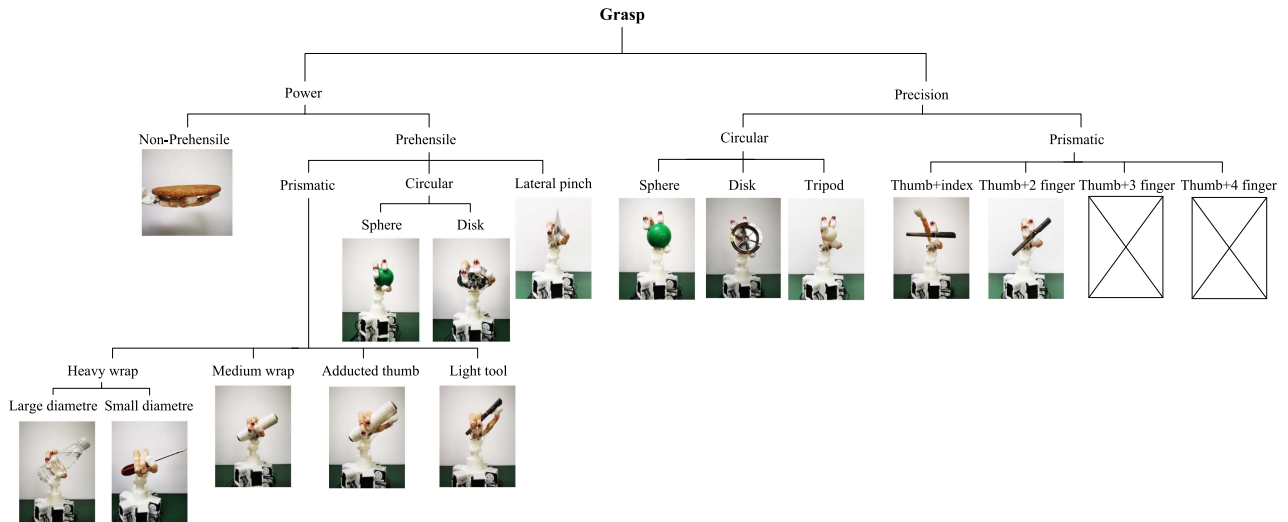 Grasp
Power
Precision
Non-Prehensile
Prehensile
Circular
Prismatic
Prismatic
Circular
Lateral pinch
Sphere
Disk
Tripod
Thumb+index
Thumb+2 finger
Thumb+3 finger
Thumb+4 finger
Sphere
Disk
Heavy wrap
Medium wrap
Adducted thumb
Light tool
Large diametre
Small diametre